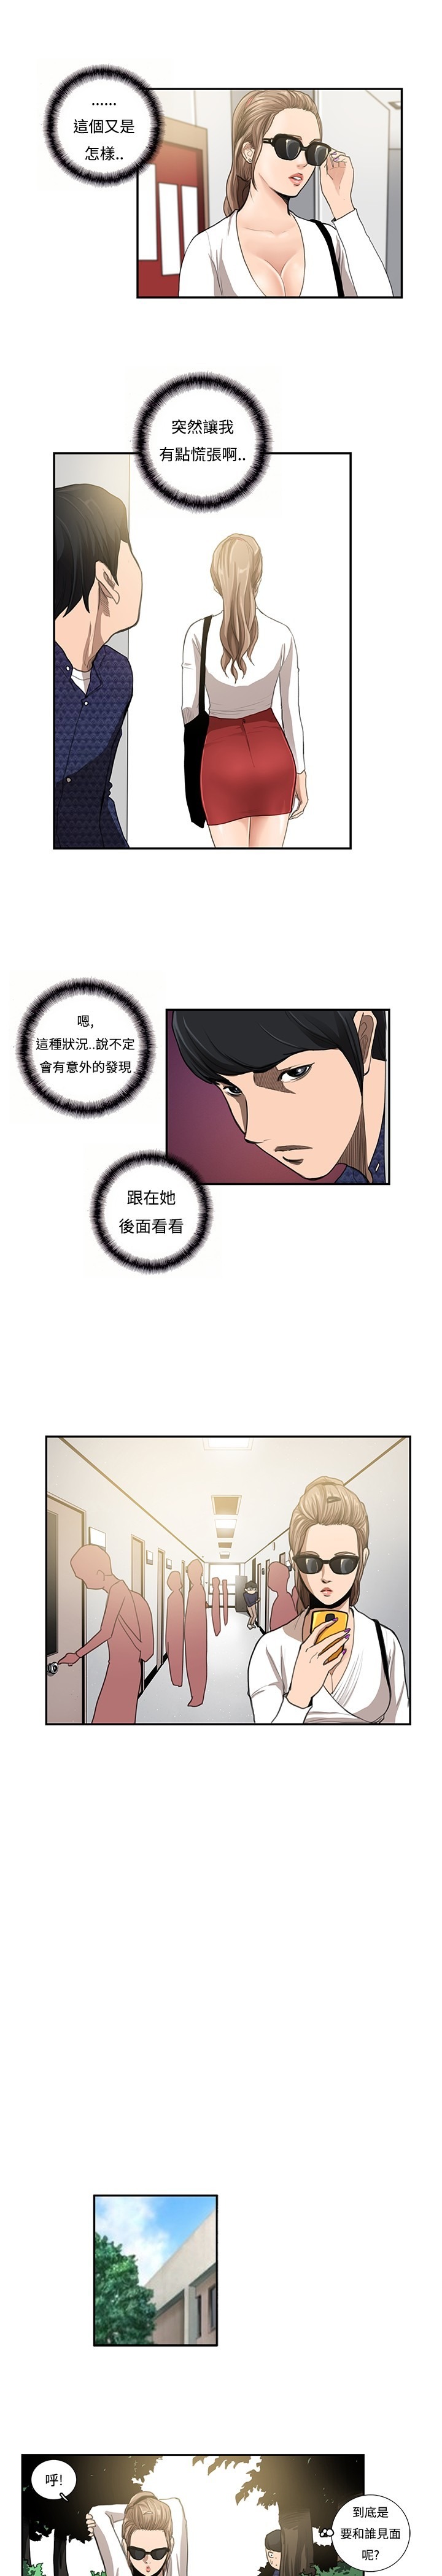 ......
這個又是
怎樣..
突然讓我
有點慌張啊..
嗯,
這種狀況..說不定
會有意外的發現
跟在她
後面看看
呼!
到底是
要和誰見面
呢?